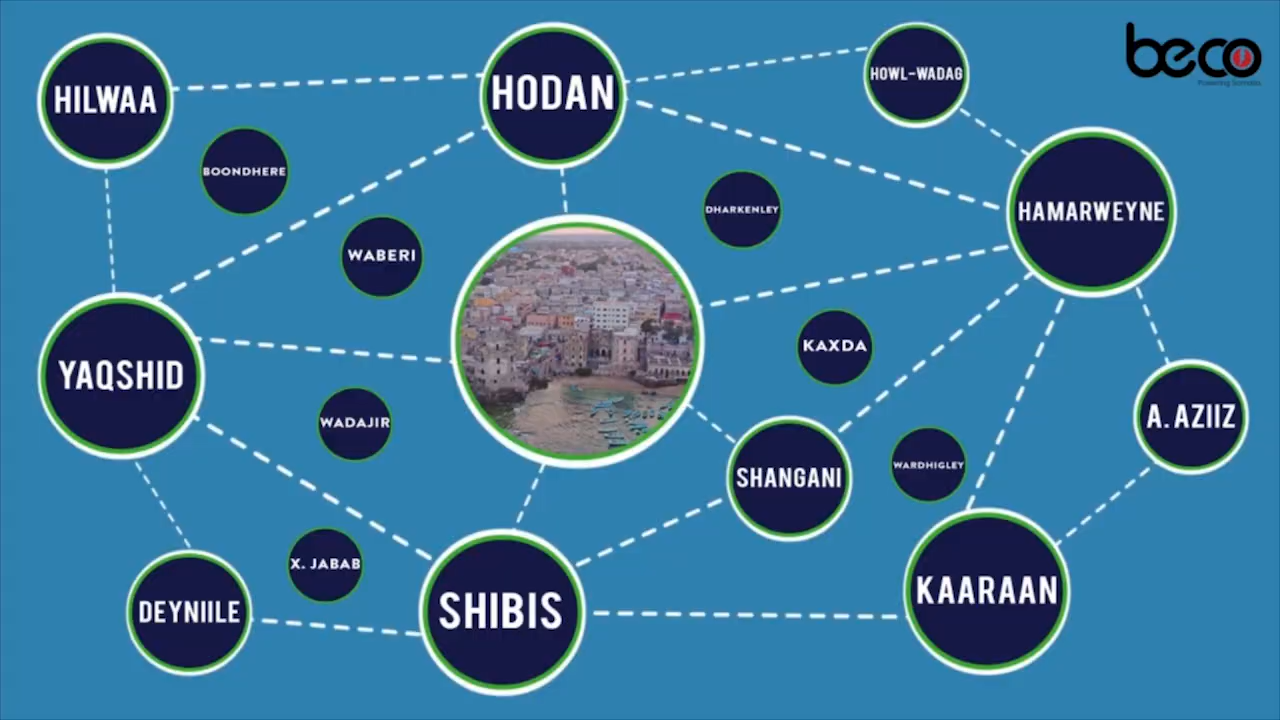 HILWAA
HODAN
HOWL-WADAG
beco
Powering Somalia
BOONDHERE
DHARKENLEY
HAMARWEYNE
WABERI
KAXDA
YAQSHID
A. AZIIZ
WADAJIR
SHANGANI
WARDHIGLEY
X. JABAB
KAARAAN
DEYNIILE
SHIBIS